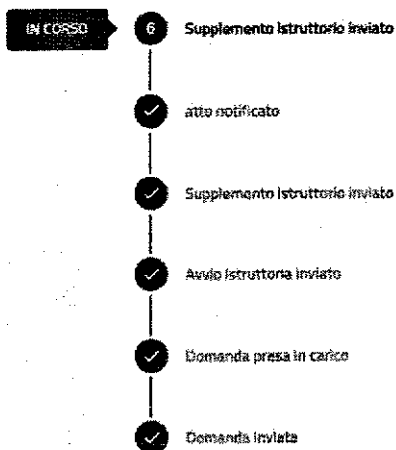 IN CORSO
6 Supplemento istruttorio inviato
atto notificato
Supplemento istruttorio inviato
Avvio istruttoria inviato
Domanda presa in carico
Domanda inviata